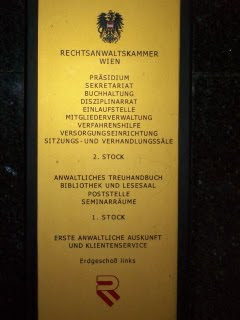 RECHTSANWALTSKAMMER
WIEN
PRÄSIDIUM
SEKRETARIAT
BUCHHALTUNG
DISZIPLINARRAT
EINLAUFSTELLE
MITGLIEDERVERWALTUNG
VERFAHRENSHILFE
VERSORGUNGSEINRICHTUNG
SITZUNGS- UND VERHANDLUNGSSÄLE
2. STOCK
ANWALTLICHES TREUHANDBUCH
BIBLIOTHEK UND LESESAAL
POSTSTELLE
SEMINARRÄUME
1. STOCK
ERSTE ANWALTLICHE AUSKUNFT
UND KLIENTENSERVICE
Erdgeschoß links